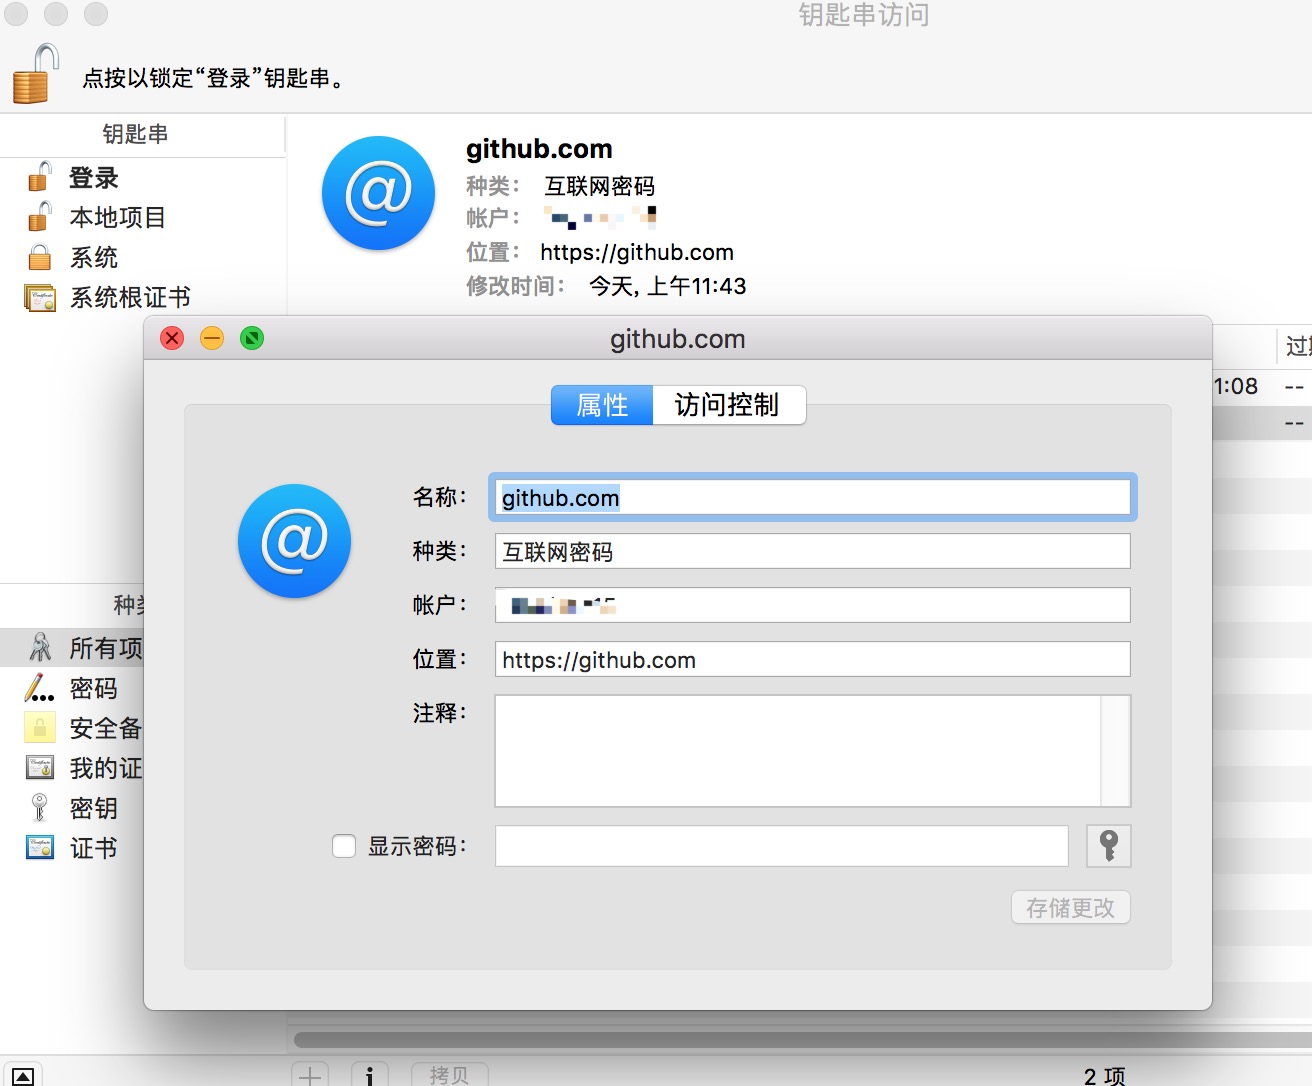 钥匙串访问
点按以锁定“登录”钥匙串。
钥匙串
登录
本地项目
系统
系统根证书
github.com
种类： 互联网密码
帐户：
位置： https://github.com
修改时间： 今天, 上午11:43
github.com
属性 访问控制
名称： github.com
种类： 互联网密码
帐户：
位置： https://github.com
注释：
显示密码：
存储更改
1:08 --
--
种
所有项
密码
安全备
我的证
密钥
证书
拷贝
2 项